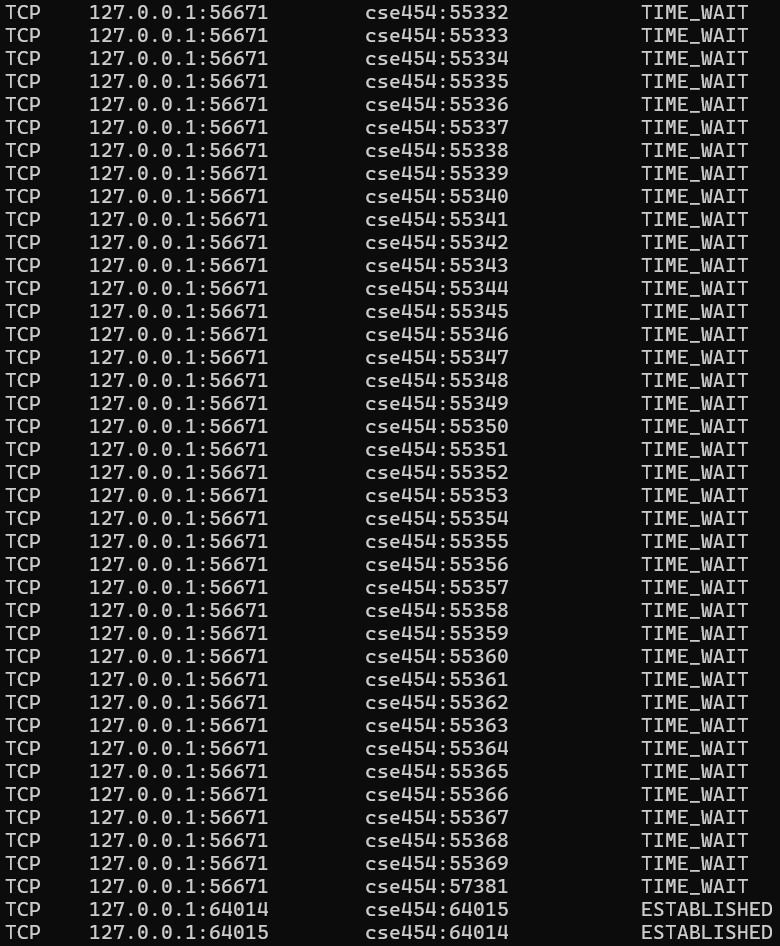 TCP 127.0.0.1:56671 cse454:55332 TIME_WAIT
TCP 127.0.0.1:56671 cse454:55333 TIME_WAIT
TCP 127.0.0.1:56671 cse454:55334 TIME_WAIT
TCP 127.0.0.1:56671 cse454:55335 TIME_WAIT
TCP 127.0.0.1:56671 cse454:55336 TIME_WAIT
TCP 127.0.0.1:56671 cse454:55337 TIME_WAIT
TCP 127.0.0.1:56671 cse454:55338 TIME_WAIT
TCP 127.0.0.1:56671 cse454:55339 TIME_WAIT
TCP 127.0.0.1:56671 cse454:55340 TIME_WAIT
TCP 127.0.0.1:56671 cse454:55341 TIME_WAIT
TCP 127.0.0.1:56671 cse454:55342 TIME_WAIT
TCP 127.0.0.1:56671 cse454:55343 TIME_WAIT
TCP 127.0.0.1:56671 cse454:55344 TIME_WAIT
TCP 127.0.0.1:56671 cse454:55345 TIME_WAIT
TCP 127.0.0.1:56671 cse454:55346 TIME_WAIT
TCP 127.0.0.1:56671 cse454:55347 TIME_WAIT
TCP 127.0.0.1:56671 cse454:55348 TIME_WAIT
TCP 127.0.0.1:56671 cse454:55349 TIME_WAIT
TCP 127.0.0.1:56671 cse454:55350 TIME_WAIT
TCP 127.0.0.1:56671 cse454:55351 TIME_WAIT
TCP 127.0.0.1:56671 cse454:55352 TIME_WAIT
TCP 127.0.0.1:56671 cse454:55353 TIME_WAIT
TCP 127.0.0.1:56671 cse454:55354 TIME_WAIT
TCP 127.0.0.1:56671 cse454:55355 TIME_WAIT
TCP 127.0.0.1:56671 cse454:55356 TIME_WAIT
TCP 127.0.0.1:56671 cse454:55357 TIME_WAIT
TCP 127.0.0.1:56671 cse454:55358 TIME_WAIT
TCP 127.0.0.1:56671 cse454:55359 TIME_WAIT
TCP 127.0.0.1:56671 cse454:55360 TIME_WAIT
TCP 127.0.0.1:56671 cse454:55361 TIME_WAIT
TCP 127.0.0.1:56671 cse454:55362 TIME_WAIT
TCP 127.0.0.1:56671 cse454:55363 TIME_WAIT
TCP 127.0.0.1:56671 cse454:55364 TIME_WAIT
TCP 127.0.0.1:56671 cse454:55365 TIME_WAIT
TCP 127.0.0.1:56671 cse454:55366 TIME_WAIT
TCP 127.0.0.1:56671 cse454:55367 TIME_WAIT
TCP 127.0.0.1:56671 cse454:55368 TIME_WAIT
TCP 127.0.0.1:56671 cse454:55369 TIME_WAIT
TCP 127.0.0.1:56671 cse454:57381 TIME_WAIT
TCP 127.0.0.1:64014 cse454:64015 ESTABLISHED
TCP 127.0.0.1:64015 cse454:64014 ESTABLISHED